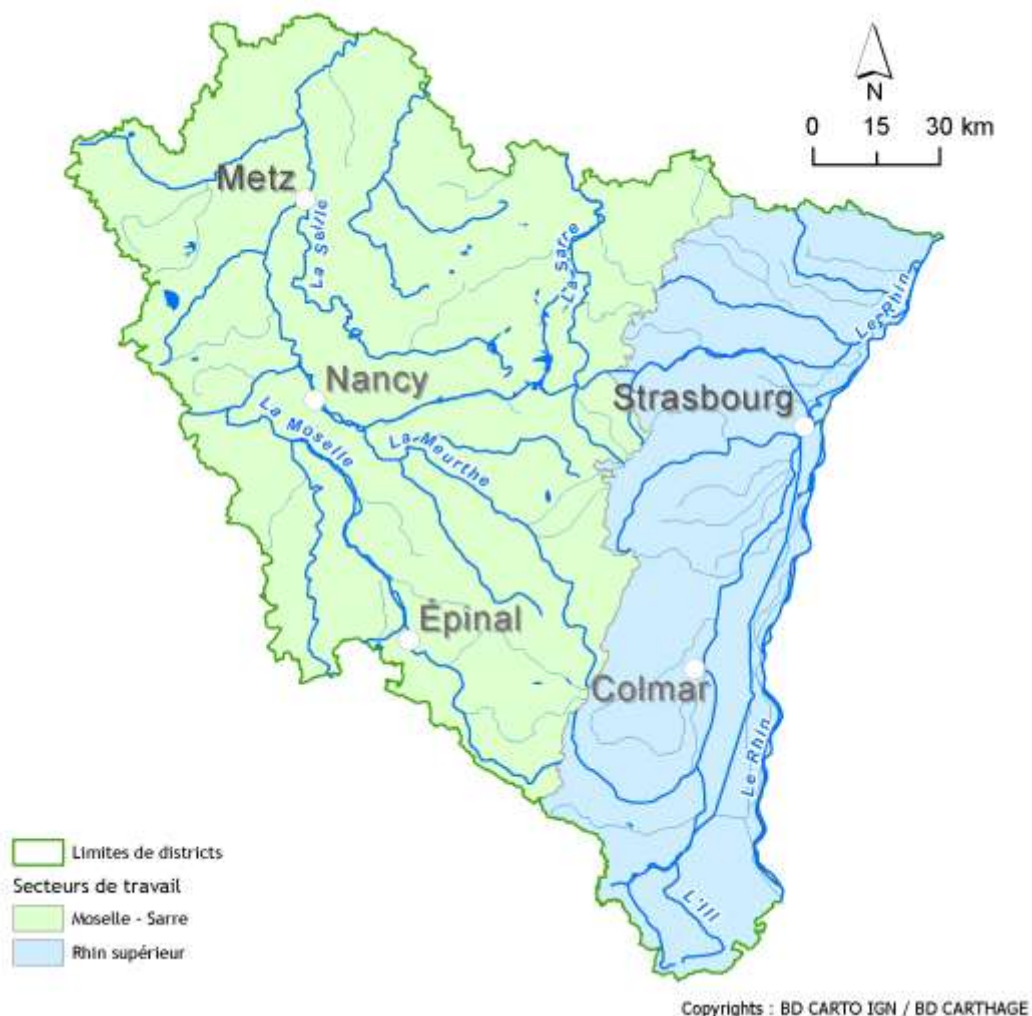 N
0 15 30 km
Metz
La Seille
La Sarre
Le Rhin
Nancy
Strasbourg
La Moselle
La Meurthe
Épinal
Colmar
Le Rhin
L'Ill
Limites de districts
Secteurs de travail
Moselle - Sarre
Rhin supérieur
Copyrights : BD CARTO IGN / BD CARTHAGE